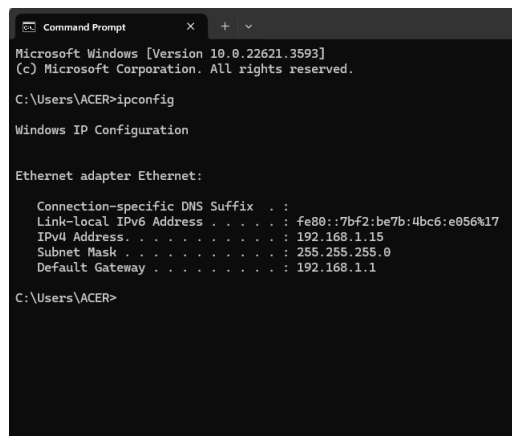 Command Prompt
Microsoft Windows [Version 10.0.22621.3593]
(c) Microsoft Corporation. All rights reserved.
C:\Users\ACER>ipconfig
Windows IP Configuration
Ethernet adapter Ethernet:
Connection-specific DNS Suffix  . :
Link-local IPv6 Address . . . . . : fe80::7bf2:be7b:4bc6:e056%17
IPv4 Address. . . . . . . . . . . : 192.168.1.15
Subnet Mask . . . . . . . . . . . : 255.255.255.0
Default Gateway . . . . . . . . . : 192.168.1.1
C:\Users\ACER>